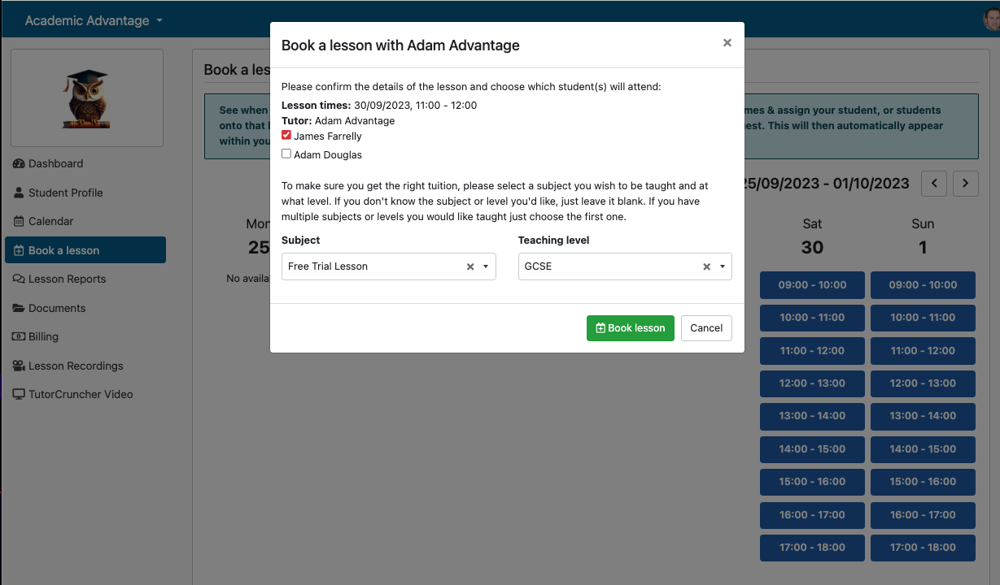 Academic Advantage
Book a lesson with Adam Advantage
×
Please confirm the details of the lesson and choose which student(s) will attend:
Lesson times: 30/09/2023, 11:00 - 12:00
Tutor: Adam Advantage
James Farrelly
Adam Douglas
To make sure you get the right tuition, please select a subject you wish to be taught and at
what level. If you don't know the subject or level you'd like, just leave it blank. If you have
multiple subjects or levels you would like taught just choose the first one.
Subject
Teaching level
Free Trial Lesson
GCSE
Book lesson
Cancel
Dashboard
Student Profile
Calendar
Book a lesson
Lesson Reports
Documents
Billing
Lesson Recordings
TutorCruncher Video
Book a les
See when
onto that
within you
mes & assign your student, or students
est. This will then automatically appear
25/09/2023 - 01/10/2023
Mon
25
No availa
Sat
30
Sun
1
09:00 - 10:00 09:00 - 10:00
10:00 - 11:00 10:00 - 11:00
11:00 - 12:00 11:00 - 12:00
12:00 - 13:00 12:00 - 13:00
13:00 - 14:00 13:00 - 14:00
14:00 - 15:00 14:00 - 15:00
15:00 - 16:00 15:00 - 16:00
16:00 - 17:00 16:00 - 17:00
17:00 - 18:00 17:00 - 18:00